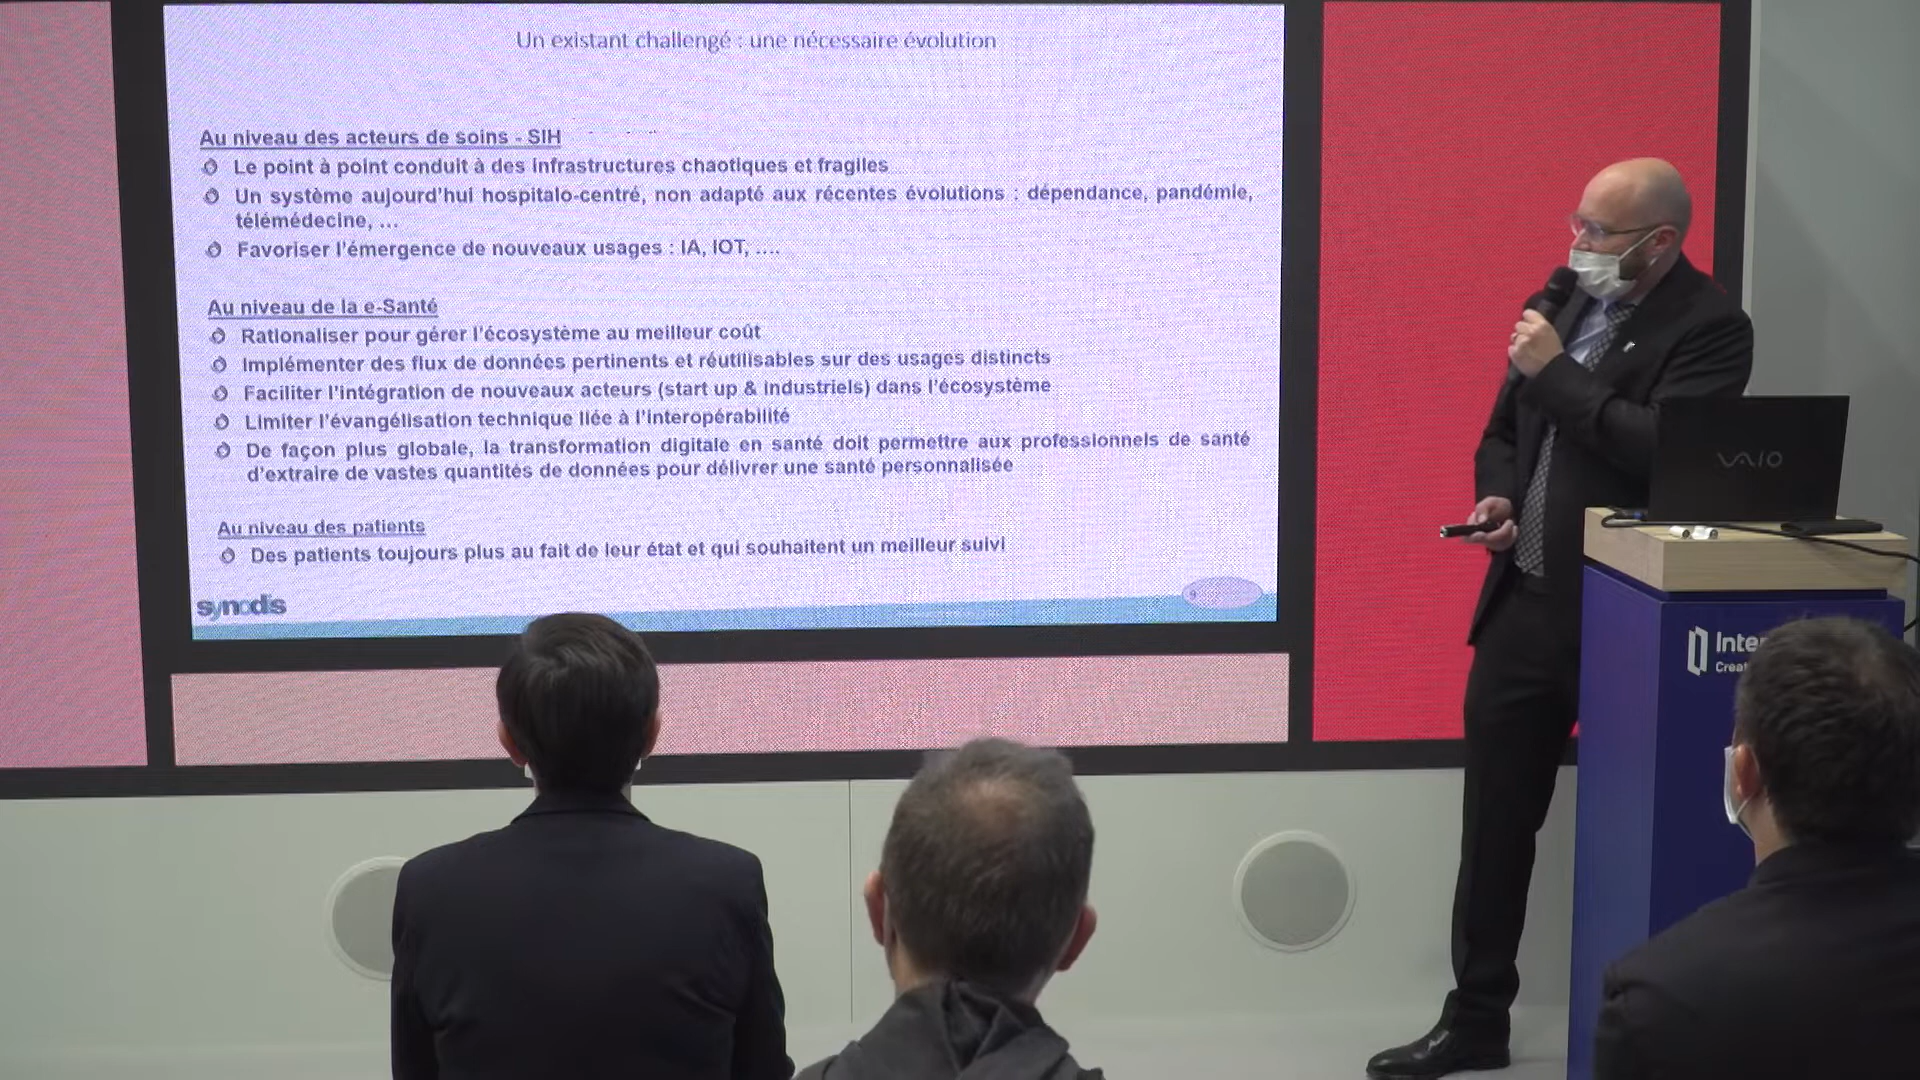 Un existant challengé : une nécessaire évolution
Au niveau des acteurs de soins - SIH
Le point à point conduit à des infrastructures chaotiques et fragiles
Un système aujourd'hui hospitalo-centré, non adapté aux récentes évolutions : dépendance, pandémie,
télémédecine, ...
Favoriser l'émergence de nouveaux usages : IA, IOT, ....
Au niveau de la e-Santé
Rationaliser pour gérer l'écosystème au meilleur coût
Implémenter des flux de données pertinents et réutilisables sur des usages distincts
Faciliter l'intégration de nouveaux acteurs (start up & industriels) dans l'écosystème
Limiter l'évangélisation technique liée à l'interopérabilité
De façon plus globale, la transformation digitale en santé doit permettre aux professionnels de santé
d'extraire de vastes quantités de données pour délivrer une santé personnalisée
Au niveau des patients
Des patients toujours plus au fait de leur état et qui souhaitent un meilleur suivi
synodis
9
VAIO
Inte
Creat